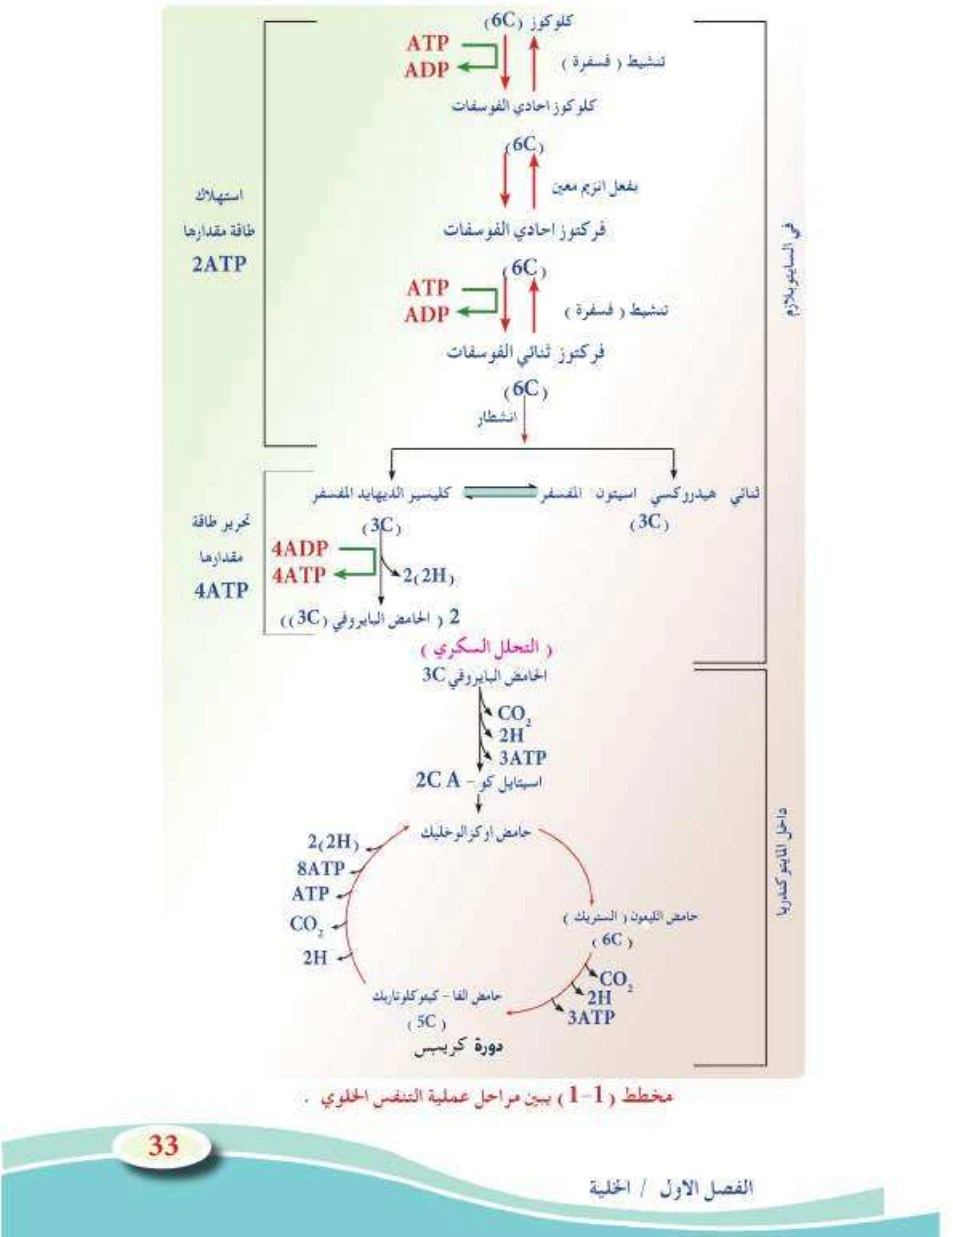 كلوكوز (6C)
ATP
ADP
تنشيط ( فسفرة )
كلوكوز احادي الفوسفات
(6C)
بفعل انزيم معين
فركتوز احادي الفوسفات
(6C)
ATP
ADP
تنشيط ( فسفرة )
فركتوز ثنائي الفوسفات
(6C)
انشطار
استهلاك
طاقة مقدارها
2ATP
في السايتوبلازم
ثنائي هيدروكسي اسيتون المفسفر
(3C)
كليسير الديهايد المفسفر
(3C)
4ADP
4ATP
2(2H)
2 ( الحامض البايروفي (3C))
تحرير طاقة
مقدارها
4ATP
( التحلل السكري )
الحامض البايروفي 3C
CO₂
2H
3ATP
اسيتايل كو - 2C A
حامض اوكزالوخليك
حامض الليمون ( الستريك )
(6C)
CO₂
2H
3ATP
حامض الفا - كيتوكلوتاريك
(5C)
2(2H)
8ATP
ATP
CO₂
2H
دورة كريبس
داخل المايتوكندريا
مخطط (1-1) يبين مراحل عملية التنفس الخلوي .
33
الفصل الاول / الخلية